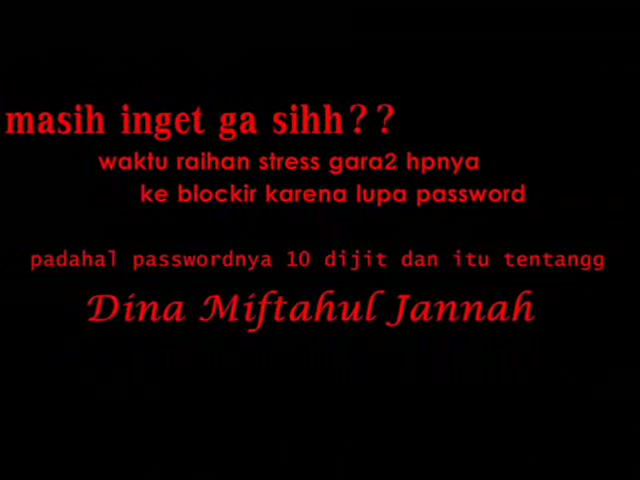 masih inget ga sihh??
waktu raihan stress gara2 hpnya
ke blockir karena lupa password
padahal passwordnya 10 dijit dan itu tentangg
Dina Miftahul Jannah